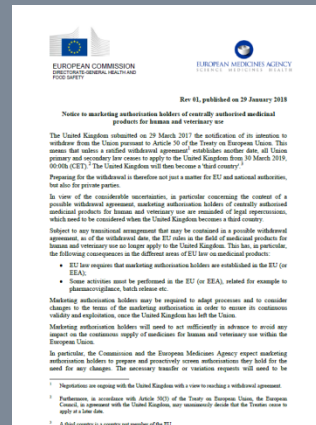 EUROPEAN COMMISSION
DIRECTORATE-GENERAL HEALTH AND
FOOD SAFETY
EUROPEAN MEDICINES AGENCY
SCIENCE MEDICINES HEALTH
Rev 01, published on 29 January 2018
Notice to marketing authorisation holders of centrally authorised medicinal
products for human and veterinary use
The United Kingdom submitted on 29 March 2017 the notification of its intention to
withdraw from the Union pursuant to Article 50 of the Treaty on European Union. This
means that unless a ratified withdrawal agreement¹ establishes another date, all Union
primary and secondary law ceases to apply to the United Kingdom from 30 March 2019,
00:00h (CET).² The United Kingdom will then become a 'third country'.³
Preparing for the withdrawal is therefore not just a matter for EU and national authorities,
but also for private parties.
In view of the considerable uncertainties, in particular concerning the content of a
possible withdrawal agreement, marketing authorisation holders of centrally authorised
medicinal products for human and veterinary use are reminded of legal repercussions,
which need to be considered when the United Kingdom becomes a third country.
Subject to any transitional arrangement that may be contained in a possible withdrawal
agreement, as of the withdrawal date, the EU rules in the field of medicinal products for
human and veterinary use no longer apply to the United Kingdom. This has, in particular,
the following consequences in the different areas of EU law on medicinal products:
• EU law requires that marketing authorisation holders are established in the EU (or
EEA);
• Some activities must be performed in the EU (or EEA), related for example to
pharmacovigilance, batch release etc.
Marketing authorisation holders may be required to adapt processes and to consider
changes to the terms of the marketing authorisation in order to ensure its continuous
validity and exploitation, once the United Kingdom has left the Union.
Marketing authorisation holders will need to act sufficiently in advance to avoid any
impact on the continuous supply of medicines for human and veterinary use within the
European Union.
In particular, the Commission and the European Medicines Agency expect marketing
authorisation holders to prepare and proactively screen authorisations they hold for the
need for any changes. The necessary transfer or variation requests will need to be
¹ Negotiations are ongoing with the United Kingdom with a view to reaching a withdrawal agreement.
² Furthermore, in accordance with Article 50(3) of the Treaty on European Union, the European
Council, in agreement with the United Kingdom, may unanimously decide that the Treaties cease to
apply at a later date.
³ A third country is a country not member of the EU.